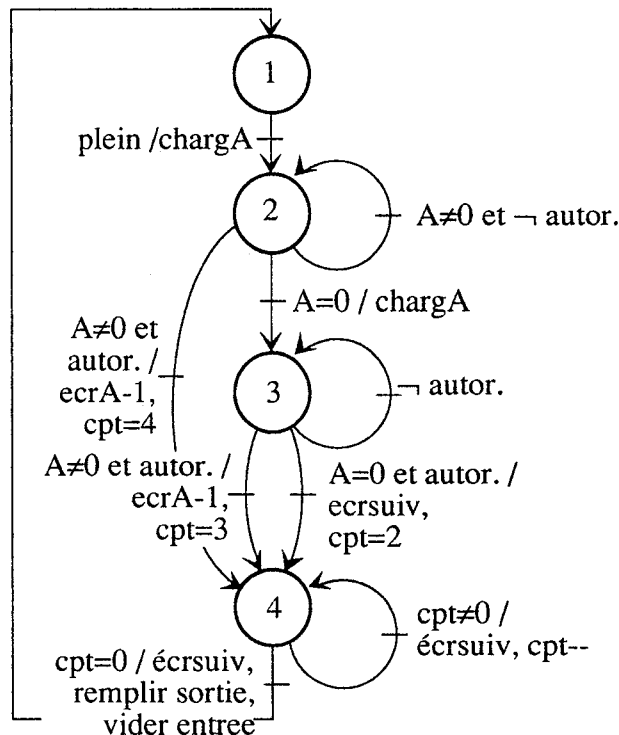 1
plein /chargA
2
A≠0 et ¬ autor.
A=0 / chargA
A≠0 et
autor. /
ecrA-1,
cpt=4
3
¬ autor.
A≠0 et autor. /
ecrA-1,
cpt=3
A=0 et autor. /
ecrsuiv,
cpt=2
4
cpt≠0 /
écrsuiv, cpt--
cpt=0 / écrsuiv,
remplir sortie,
vider entree